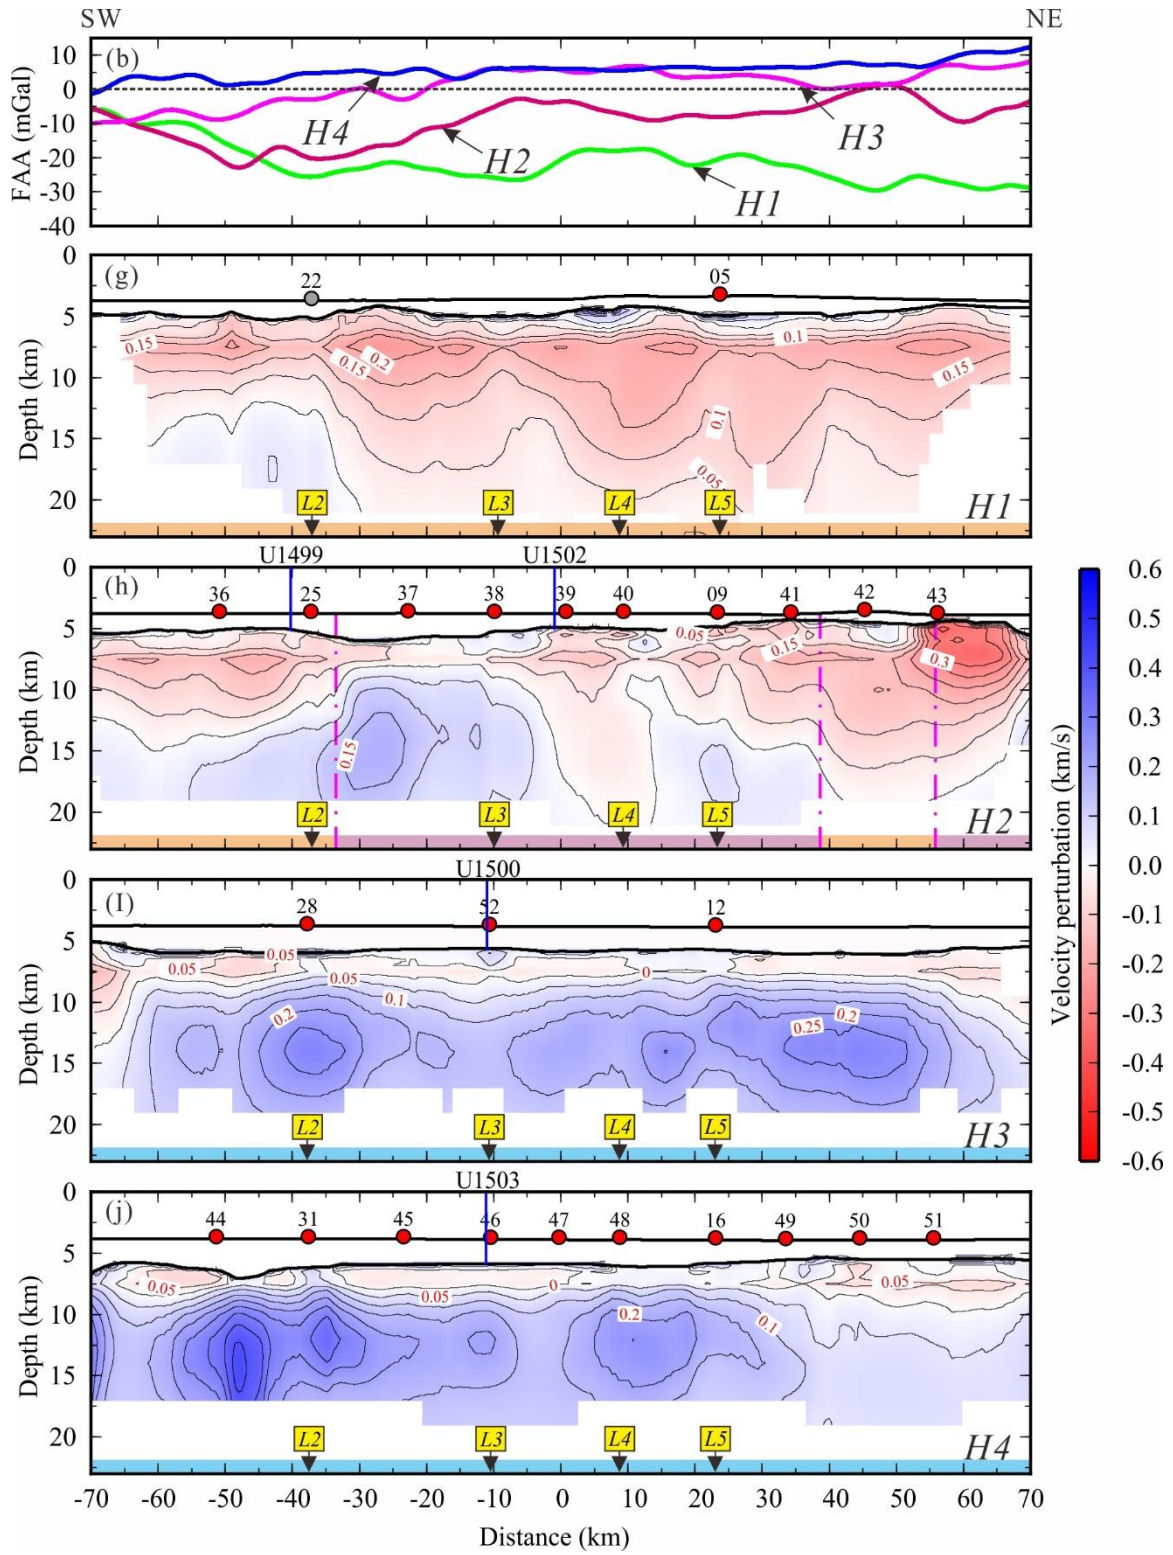 SW NE
(b)
15
10
0
-10
-20
-30
-40
FAA (mGal)
H4 H2 H1 H3
(g)
22 05
0
5
10
15
20
Depth (km)
0.15 0.15 0.2 0.1 0.15 0.1 0.05
L2 L3 L4 L5
H1
U1499 U1502
(h)
36 25 37 38 39 40 09 41 42 43
0
5
10
15
20
Depth (km)
0.05 0.15 0.3 0.15
L2 L3 L4 L5
H2
U1500
(I)
28 52 12
0
5
10
15
20
Depth (km)
0.05 0.05 0.05 0 0.1 0.2 0.2 0.25
L2 L3 L4 L5
H3
U1503
(j)
44 31 45 46 47 48 16 49 50 51
0
5
10
15
20
Depth (km)
0.05 0 0.05 0.05 0.2 0.1
L2 L3 L4 L5
H4
-70 -60 -50 -40 -30 -20 -10 0 10 20 30 40 50 60 70
Distance (km)
0.6
0.5
0.4
0.3
0.2
0.1
0.0
-0.1
-0.2
-0.3
-0.4
-0.5
-0.6
Velocity perturbation (km/s)